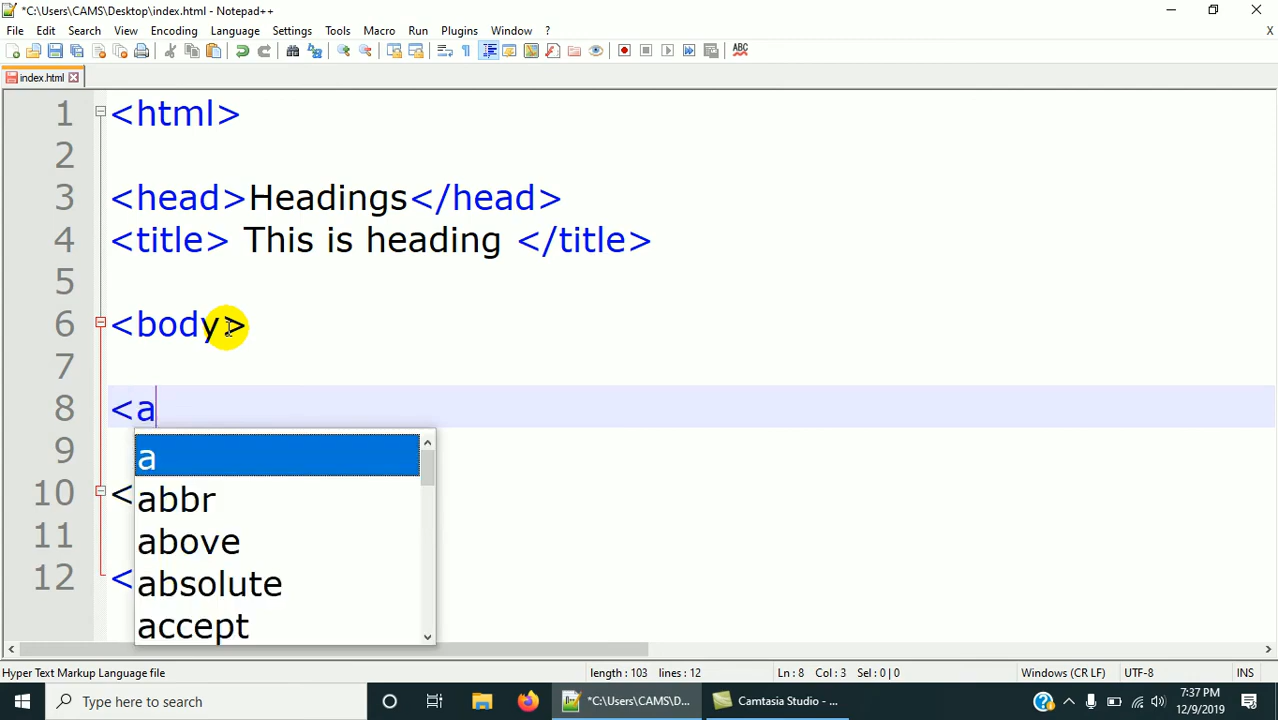 *C:\Users\CAMS\Desktop\index.html - Notepad++
File Edit Search View Encoding Language Settings Tools Macro Run Plugins Window ? X
ABC
index.html
1 <html>
2
3 <head>Headings</head>
4 <title> This is heading </title>
5
6 <body>
7
8 <a
9 a
10 < abbr
11 above
12 < absolute
accept
Hyper Text Markup Language file length : 103 lines : 12 Ln : 8 Col : 3 Sel : 0 | 0 Windows (CR LF) UTF-8 INS
Type here to search *C:\Users\CAMS\D... Camtasia Studio - ... 7:37 PM
12/9/2019